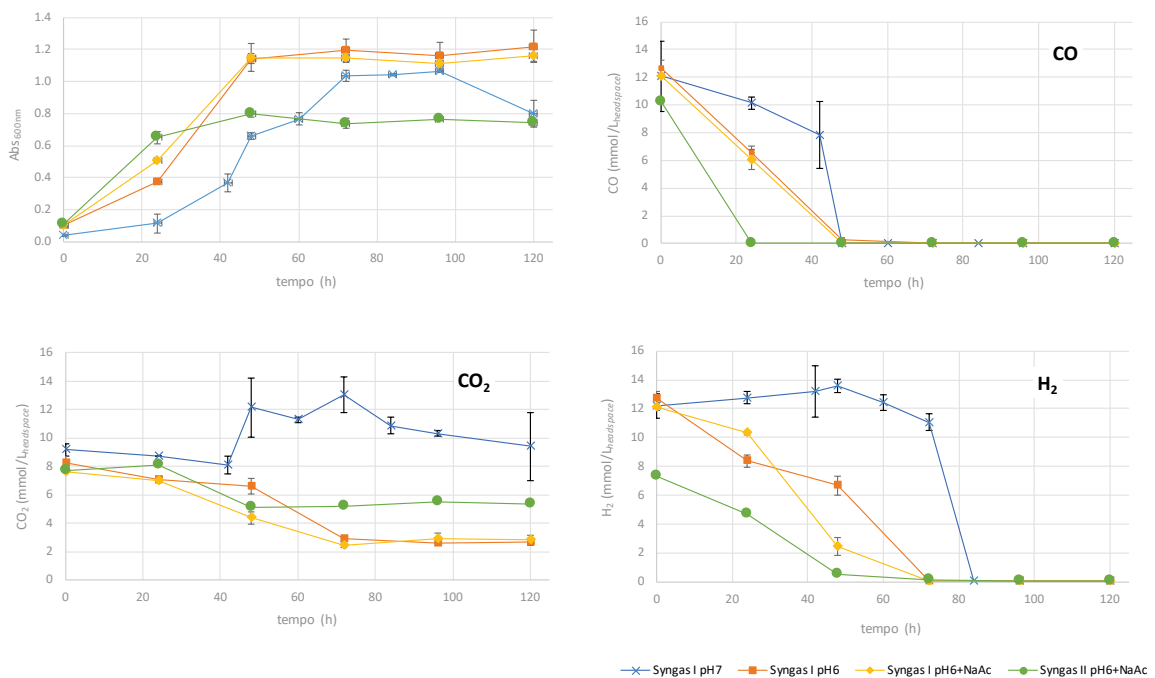 1.4
1.2
1.0
0.8
0.6
0.4
0.2
0.0
Abs600nm
0 20 40 60 80 100 120
tempo (h)
16
14
12
10
8
6
4
2
0
CO
CO (mmol/Lheadspace)
0 20 40 60 80 100 120
tempo (h)
16
14
12
10
8
6
4
2
0
CO2
CO2 (mmol/Lheadspace)
0 20 40 60 80 100 120
tempo (h)
16
14
12
10
8
6
4
2
0
H2
H2 (mmol/Lheadspace)
0 20 40 60 80 100 120
tempo (h)
Syngas I pH7 Syngas I pH6 Syngas I pH6+NaAc Syngas II pH6+NaAc